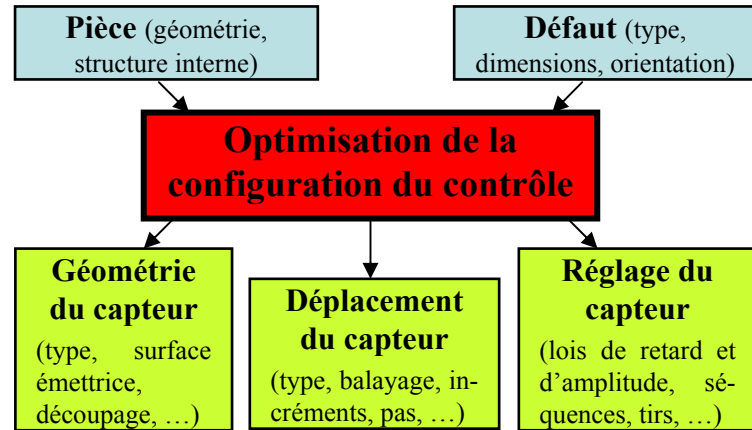 Pièce (géométrie,
structure interne)
Défaut (type,
dimensions, orientation)
Optimisation de la
configuration du contrôle
Géométrie
du capteur
(type, surface
émettrice,
découpage, …)
Déplacement
du capteur
(type, balayage, in-
créments, pas, …)
Réglage du
capteur
(lois de retard et
d’amplitude, sé-
quences, tirs, …)